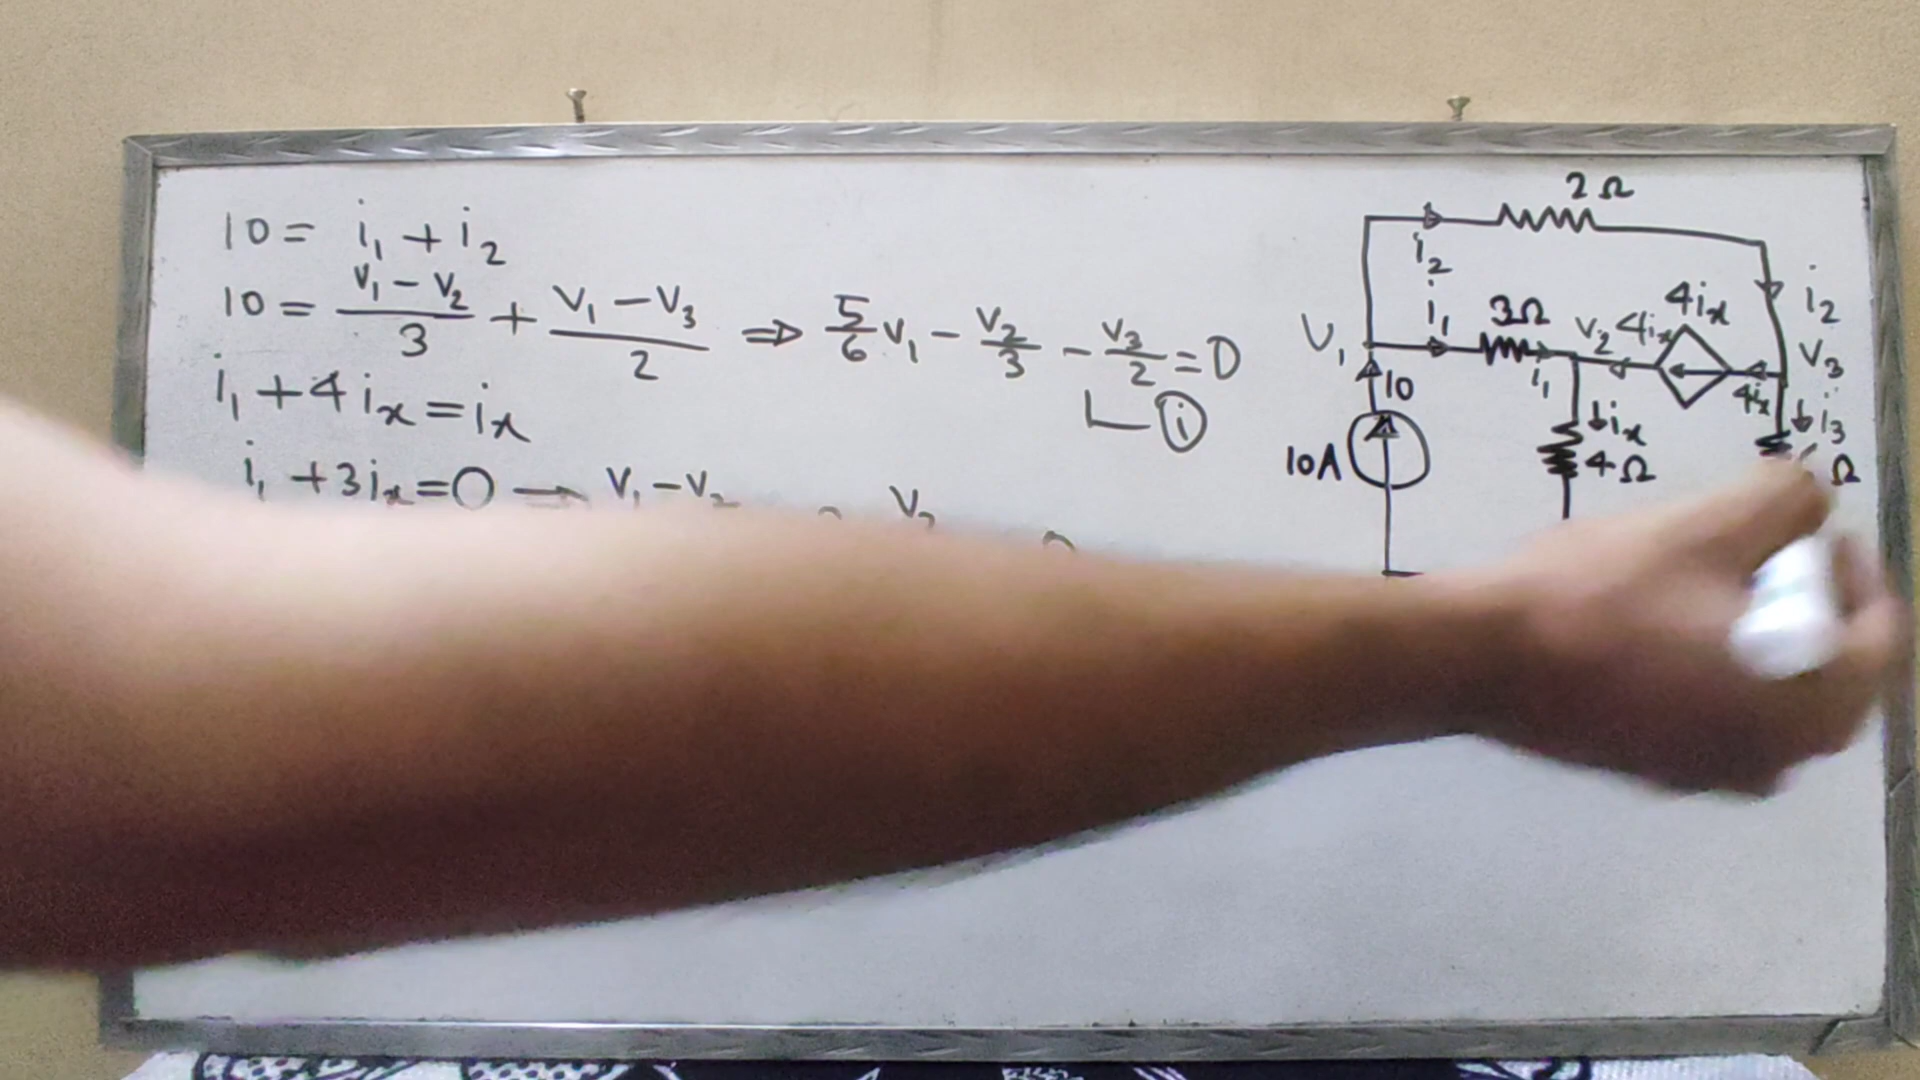 10 = i₁ + i₂
10 = (v₁ − v₂)/3 + (v₁ − v₃)/2 ⇒ 5/6 v₁ − v₂/3 − v₃/2 = 0
i₁ + 4iₓ = iₓ
i
i₁ + 3iₓ = 0 → v₁ − v₂
2Ω
i₂
i₁ 3Ω v₂ 4iₓ 4iₓ i₂
V₁ v₃
10 i₁ 4iₓ
10A iₓ i₃
4Ω Ω